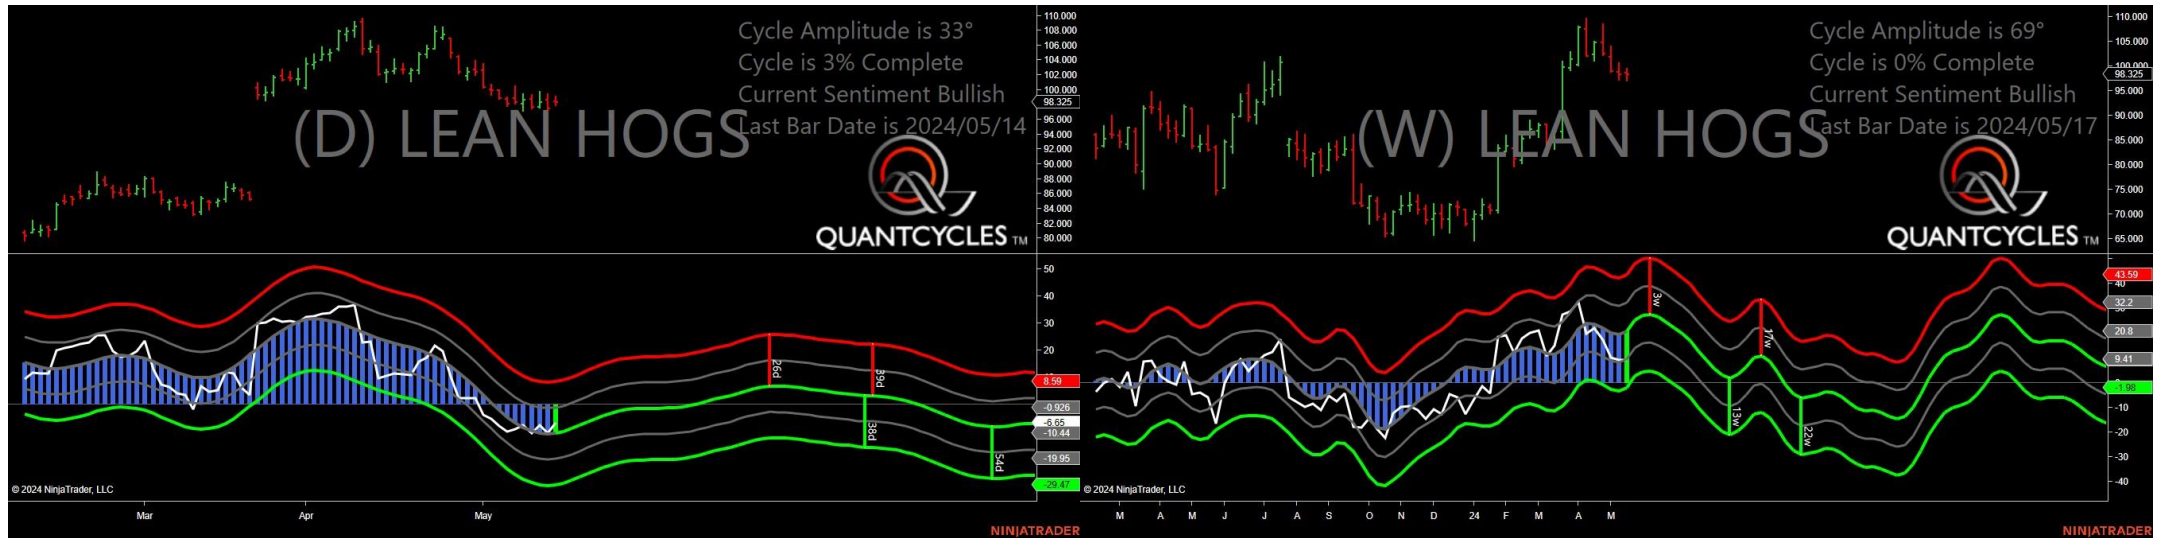 Cycle Amplitude is 33°
Cycle is 3% Complete
Current Sentiment Bullish
Last Bar Date is 2024/05/14
(D) LEAN HOGS
QUANTCYCLES TM
110.000
108.000
106.000
104.000
102.000
100.000
98.325
96.000
94.000
92.000
90.000
88.000
86.000
84.000
82.000
80.000
50
40
30
20
8.59
-0.926
-6.65
-10.44
-19.95
-29.47
26d
39d
38d
54d
© 2024 NinjaTrader, LLC
Mar
Apr
May
NINJATRADER
Cycle Amplitude is 69°
Cycle is 0% Complete
Current Sentiment Bullish
Last Bar Date is 2024/05/17
(W) LEAN HOGS
QUANTCYCLES TM
110.000
105.000
100.000
98.325
95.000
90.000
85.000
80.000
75.000
70.000
65.000
43.59
40
32.2
20.8
9.41
-1.98
-10
-20
-30
-40
3w
17w
13w
22w
© 2024 NinjaTrader, LLC
M A M J J A S O N D 24 F M A M
NINJATRADER